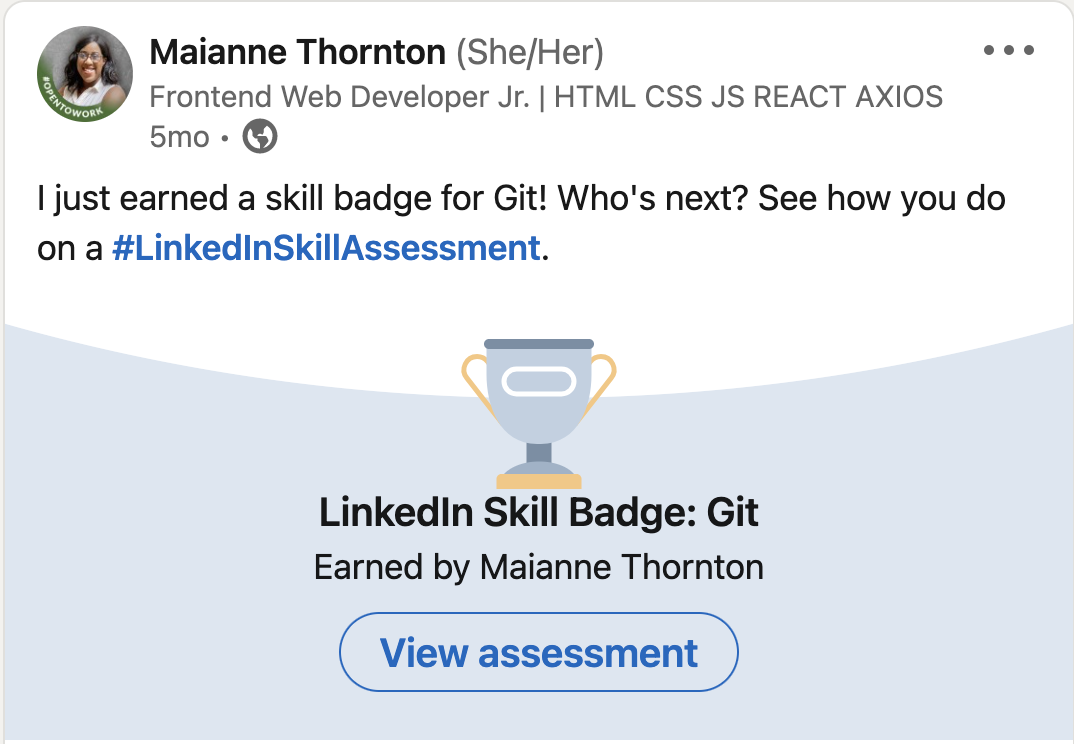 Maianne Thornton (She/Her)
Frontend Web Developer Jr. | HTML CSS JS REACT AXIOS
5mo •
#OPENTOWORK
I just earned a skill badge for Git! Who's next? See how you do
on a #LinkedInSkillAssessment.
LinkedIn Skill Badge: Git
Earned by Maianne Thornton
View assessment